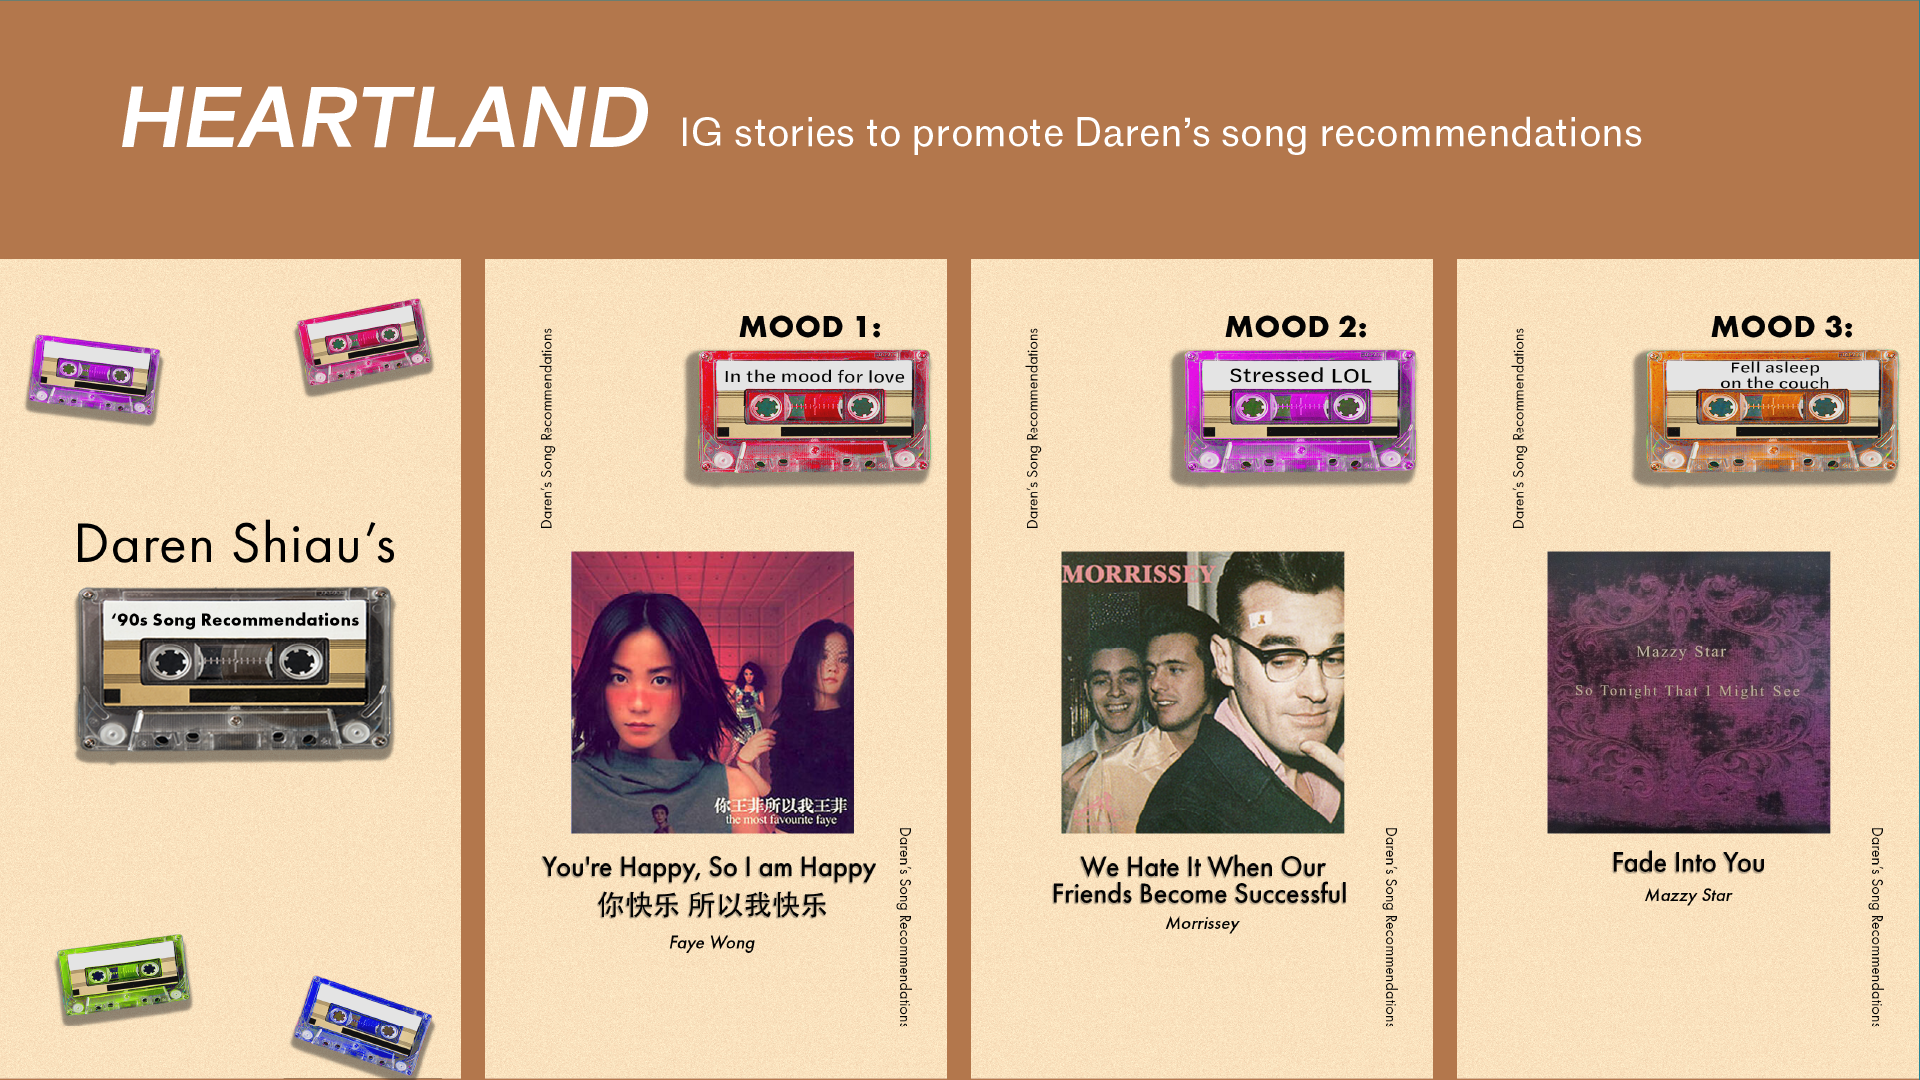 HEARTLAND IG stories to promote Daren’s song recommendations
Daren Shiau’s
‘90s Song Recommendations
Daren’s Song Recommendations
MOOD 1:
In the mood for love
你王菲所以我王菲
the most favourite faye
You're Happy, So I am Happy
你快乐 所以我快乐
Faye Wong
Daren’s Song Recommendations
Daren’s Song Recommendations
MOOD 2:
Stressed LOL
MORRISSEY
We Hate It When Our
Friends Become Successful
Morrissey
Daren’s Song Recommendations
Daren’s Song Recommendations
MOOD 3:
Fell asleep
on the couch
Mazzy Star
So Tonight That I Might See
Fade Into You
Mazzy Star
Daren’s Song Recommendations